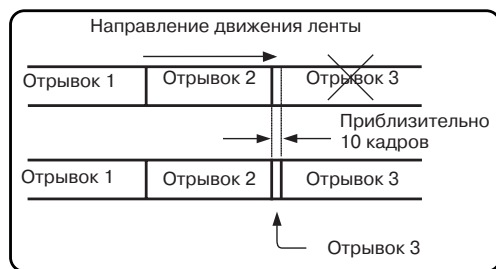 Направление движения ленты
Отрывок 1 Отрывок 2 Отрывок 3
Приблизительно
10 кадров
Отрывок 1 Отрывок 2 Отрывок 3
Отрывок 3